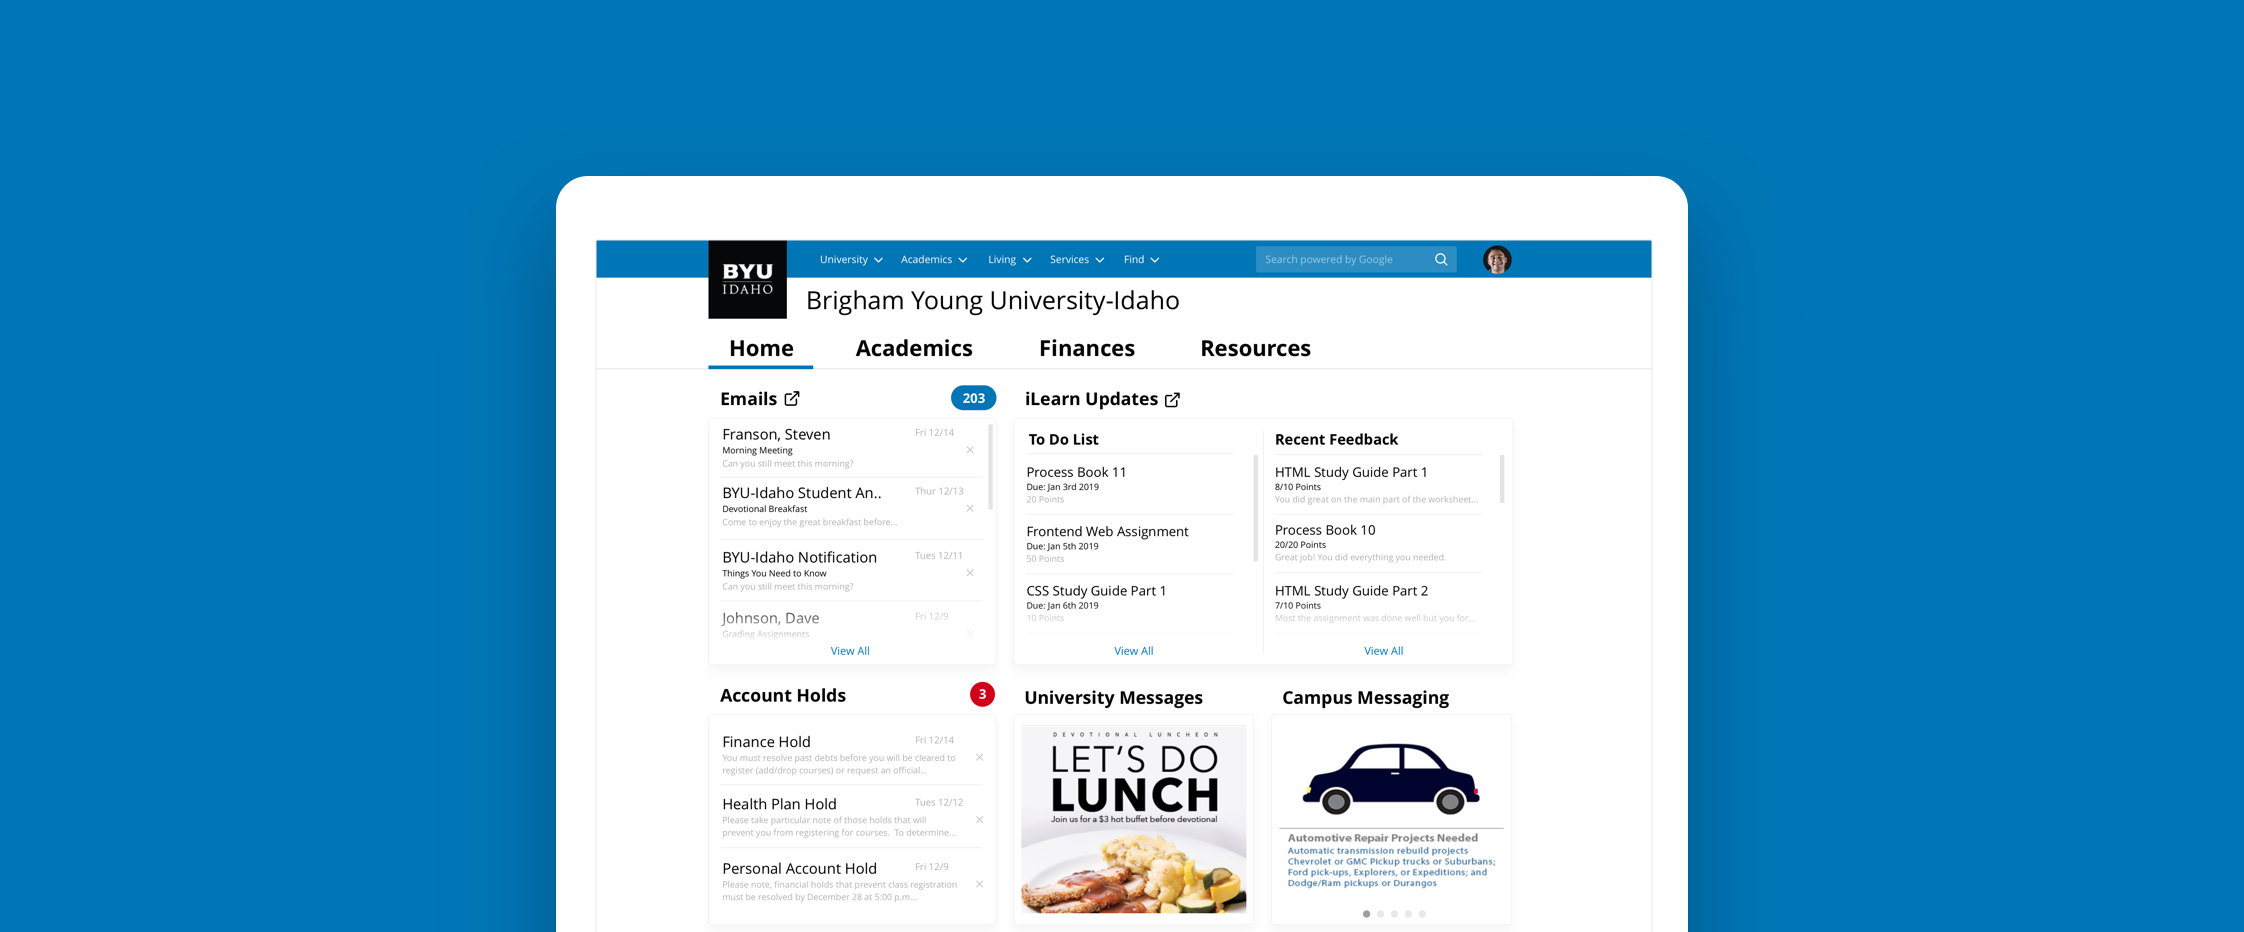 BYU
IDAHO
University
Academics
Living
Services
Find
Search powered by Google
Brigham Young University-Idaho
Home
Academics
Finances
Resources
Emails
203
Franson, Steven
Fri 12/14
Morning Meeting
Can you still meet this morning?
BYU-Idaho Student An..
Thur 12/13
Devotional Breakfast
Come to enjoy the great breakfast before...
BYU-Idaho Notification
Tues 12/11
Things You Need to Know
Can you still meet this morning?
Johnson, Dave
Fri 12/9
Grading Assignments
View All
iLearn Updates
To Do List
Process Book 11
Due: Jan 3rd 2019
20 Points
Frontend Web Assignment
Due: Jan 5th 2019
50 Points
CSS Study Guide Part 1
Due: Jan 6th 2019
10 Points
View All
Recent Feedback
HTML Study Guide Part 1
8/10 Points
You did great on the main part of the worksheet...
Process Book 10
20/20 Points
Great job! You did everything you needed.
HTML Study Guide Part 2
7/10 Points
Most the assignment was done well but you for...
View All
Account Holds
3
Finance Hold
Fri 12/14
You must resolve past debts before you will be cleared to
register (add/drop courses) or request an official...
Health Plan Hold
Tues 12/12
Please take particular note of those holds that will
prevent you from registering for courses. To determine...
Personal Account Hold
Fri 12/9
Please note, financial holds that prevent class registration
must be resolved by December 28 at 5:00 p.m...
University Messages
DEVOTIONAL LUNCHEON
LET'S DO
LUNCH
Join us for a $3 hot buffet before devotional
Campus Messaging
Automotive Repair Projects Needed
Automatic transmission rebuild projects
Chevrolet or GMC Pickup trucks or Suburbans;
Ford pick-ups, Explorers, or Expeditions; and
Dodge/Ram pickups or Durangos